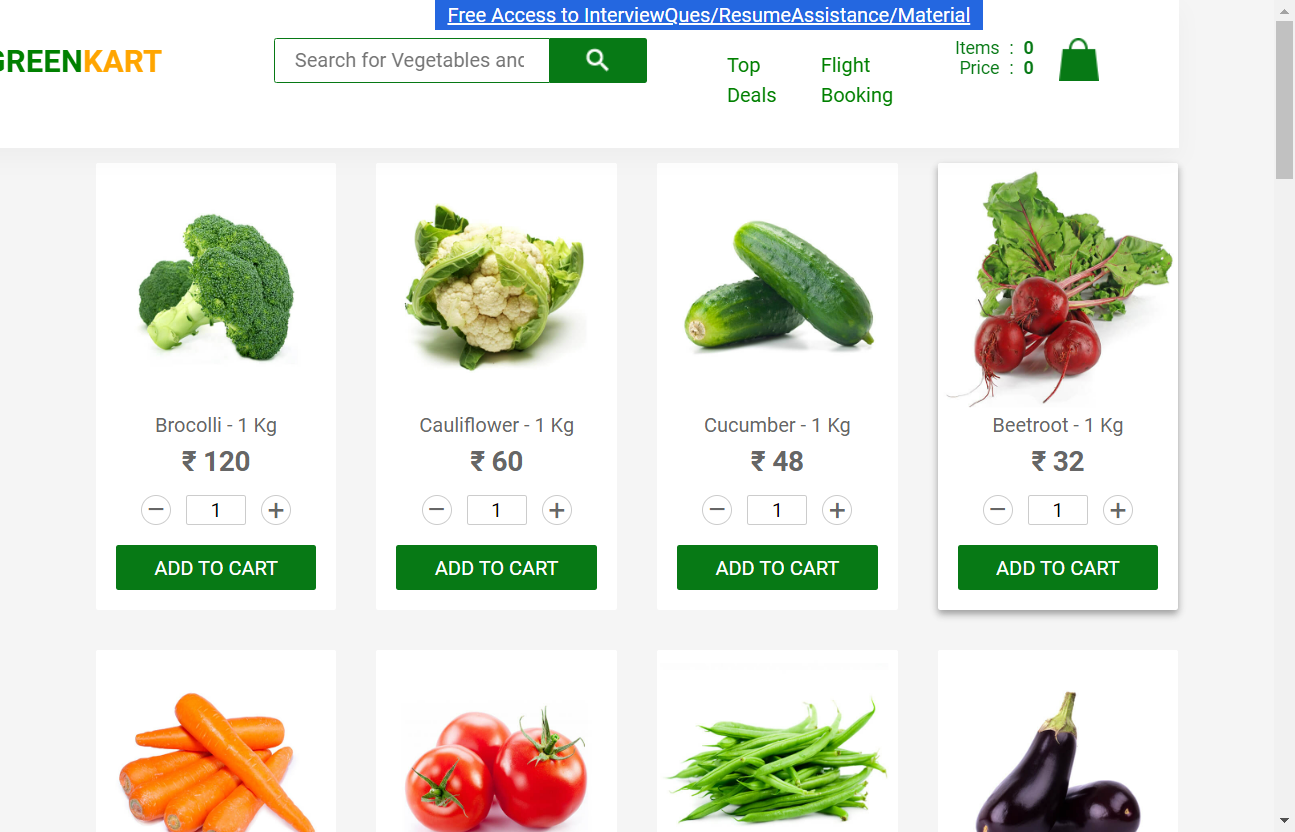 Free Access to InterviewQues/ResumeAssistance/Material
GREENKART
Search for Vegetables and
Top Deals
Flight Booking
Items : 0
Price : 0
Brocolli - 1 Kg
₹ 120
− 1 +
ADD TO CART
Cauliflower - 1 Kg
₹ 60
− 1 +
ADD TO CART
Cucumber - 1 Kg
₹ 48
− 1 +
ADD TO CART
Beetroot - 1 Kg
₹ 32
− 1 +
ADD TO CART